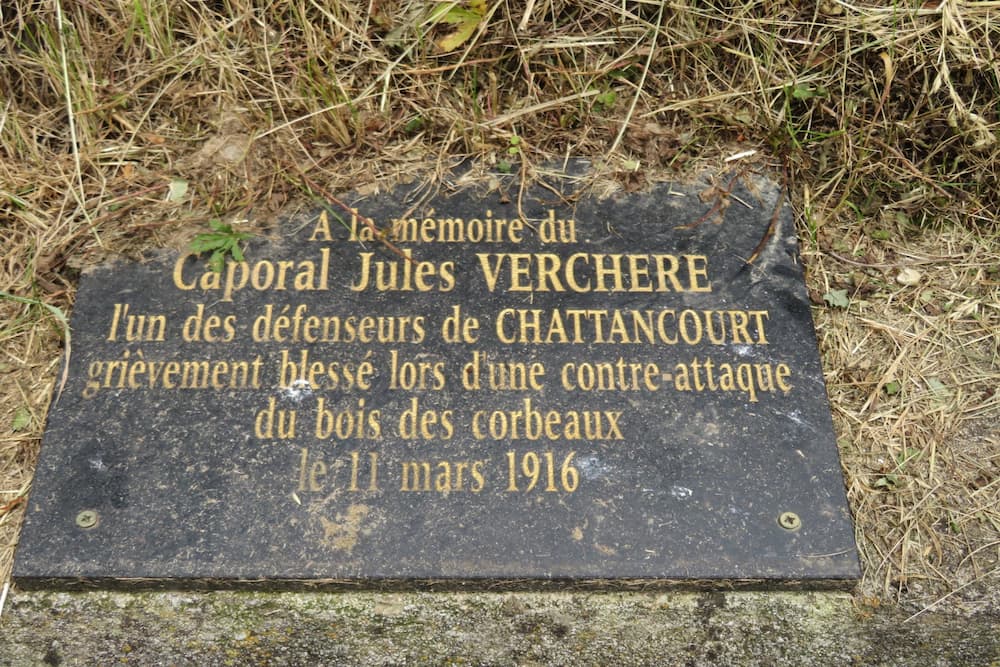 A la mémoire du
Caporal Jules VERCHERE
l'un des défenseurs de CHATTANCOURT
grièvement blessé lors d'une contre-attaque
du bois des corbeaux
le 11 mars 1916